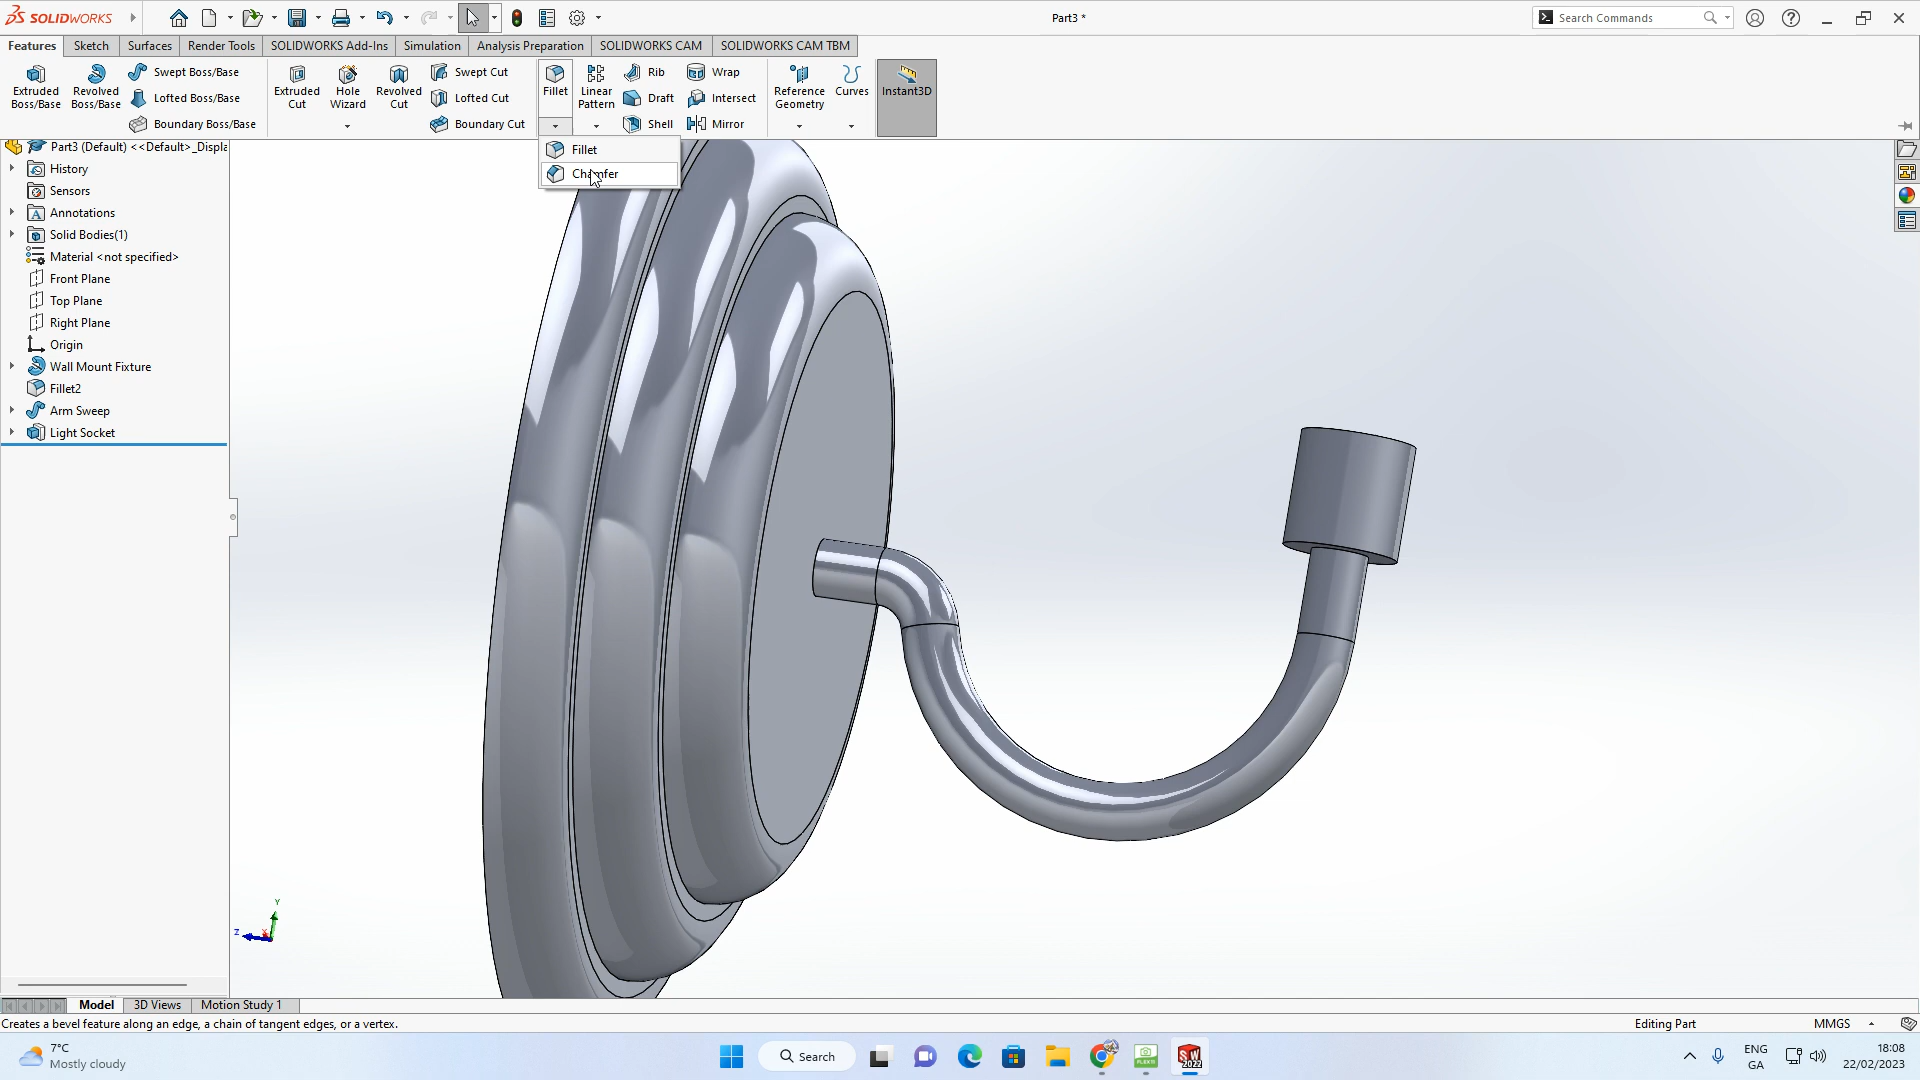 SOLIDWORKS
Part3 *
Search Commands
Features Sketch Surfaces Render Tools SOLIDWORKS Add-Ins Simulation Analysis Preparation SOLIDWORKS CAM SOLIDWORKS CAM TBM
Extruded Boss/Base
Revolved Boss/Base
Swept Boss/Base
Lofted Boss/Base
Boundary Boss/Base
Extruded Cut
Hole Wizard
Revolved Cut
Swept Cut
Lofted Cut
Boundary Cut
Fillet
Linear Pattern
Rib
Draft
Shell
Wrap
Intersect
Mirror
Reference Geometry
Curves
Instant3D
Fillet
Chamfer
Part3 (Default) <<Default>_Displa
History
Sensors
Annotations
Solid Bodies(1)
Material <not specified>
Front Plane
Top Plane
Right Plane
Origin
Wall Mount Fixture
Fillet2
Arm Sweep
Light Socket
Y
Z
X
Model 3D Views Motion Study 1
Creates a bevel feature along an edge, a chain of tangent edges, or a vertex.
Editing Part
MMGS
7°C
Mostly cloudy
Search
SW
2022
ENG
GA
18:08
22/02/2023